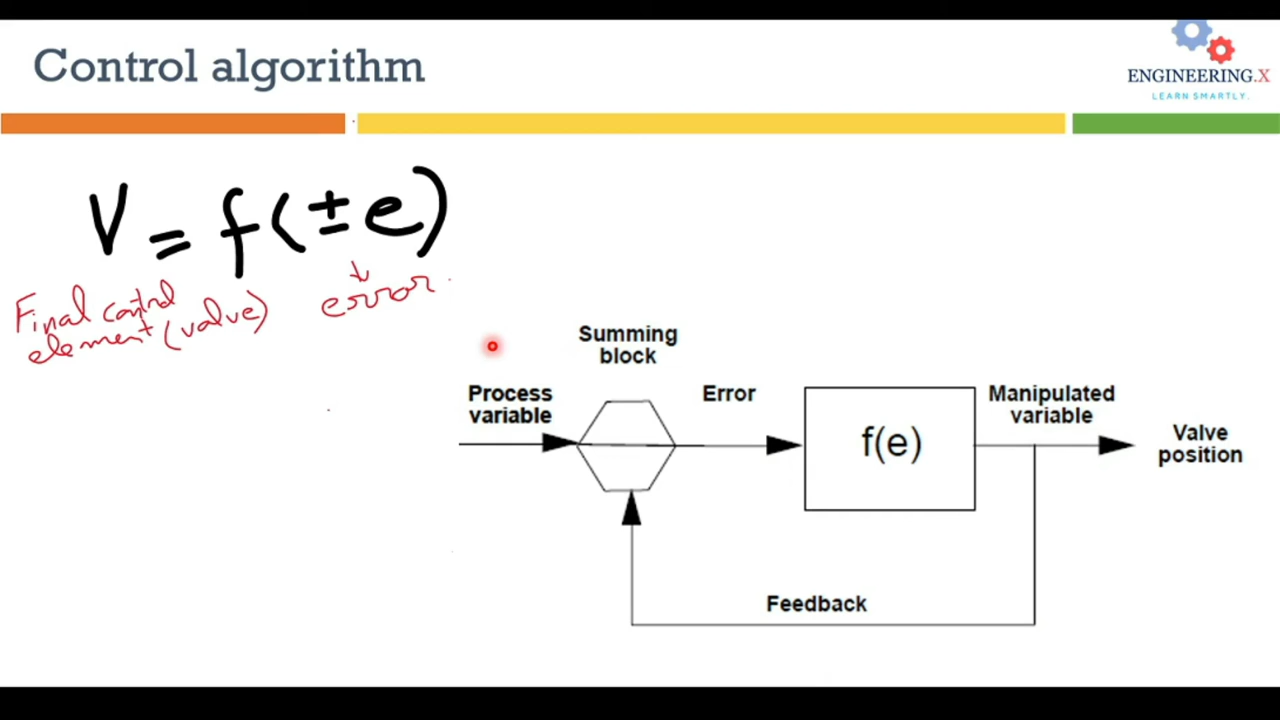 Control algorithm
ENGINEERING.X
LEARN SMARTLY.
V = f(±e)
Final control
element (valve)
error
Summing
block
Process
variable
Error
f(e)
Manipulated
variable
Valve
position
Feedback